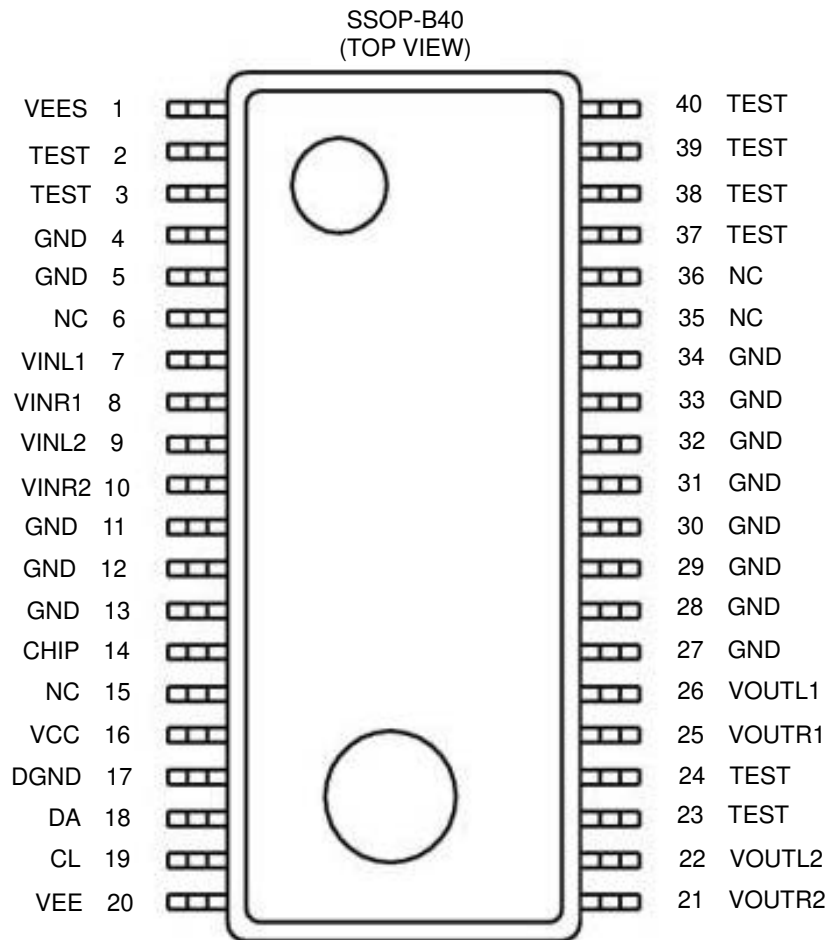 SSOP-B40
(TOP VIEW)
VEES 1 40 TEST
TEST 2 39 TEST
TEST 3 38 TEST
GND 4 37 TEST
GND 5 36 NC
NC 6 35 NC
VINL1 7 34 GND
VINR1 8 33 GND
VINL2 9 32 GND
VINR2 10 31 GND
GND 11 30 GND
GND 12 29 GND
GND 13 28 GND
CHIP 14 27 GND
NC 15 26 VOUTL1
VCC 16 25 VOUTR1
DGND 17 24 TEST
DA 18 23 TEST
CL 19 22 VOUTL2
VEE 20 21 VOUTR2